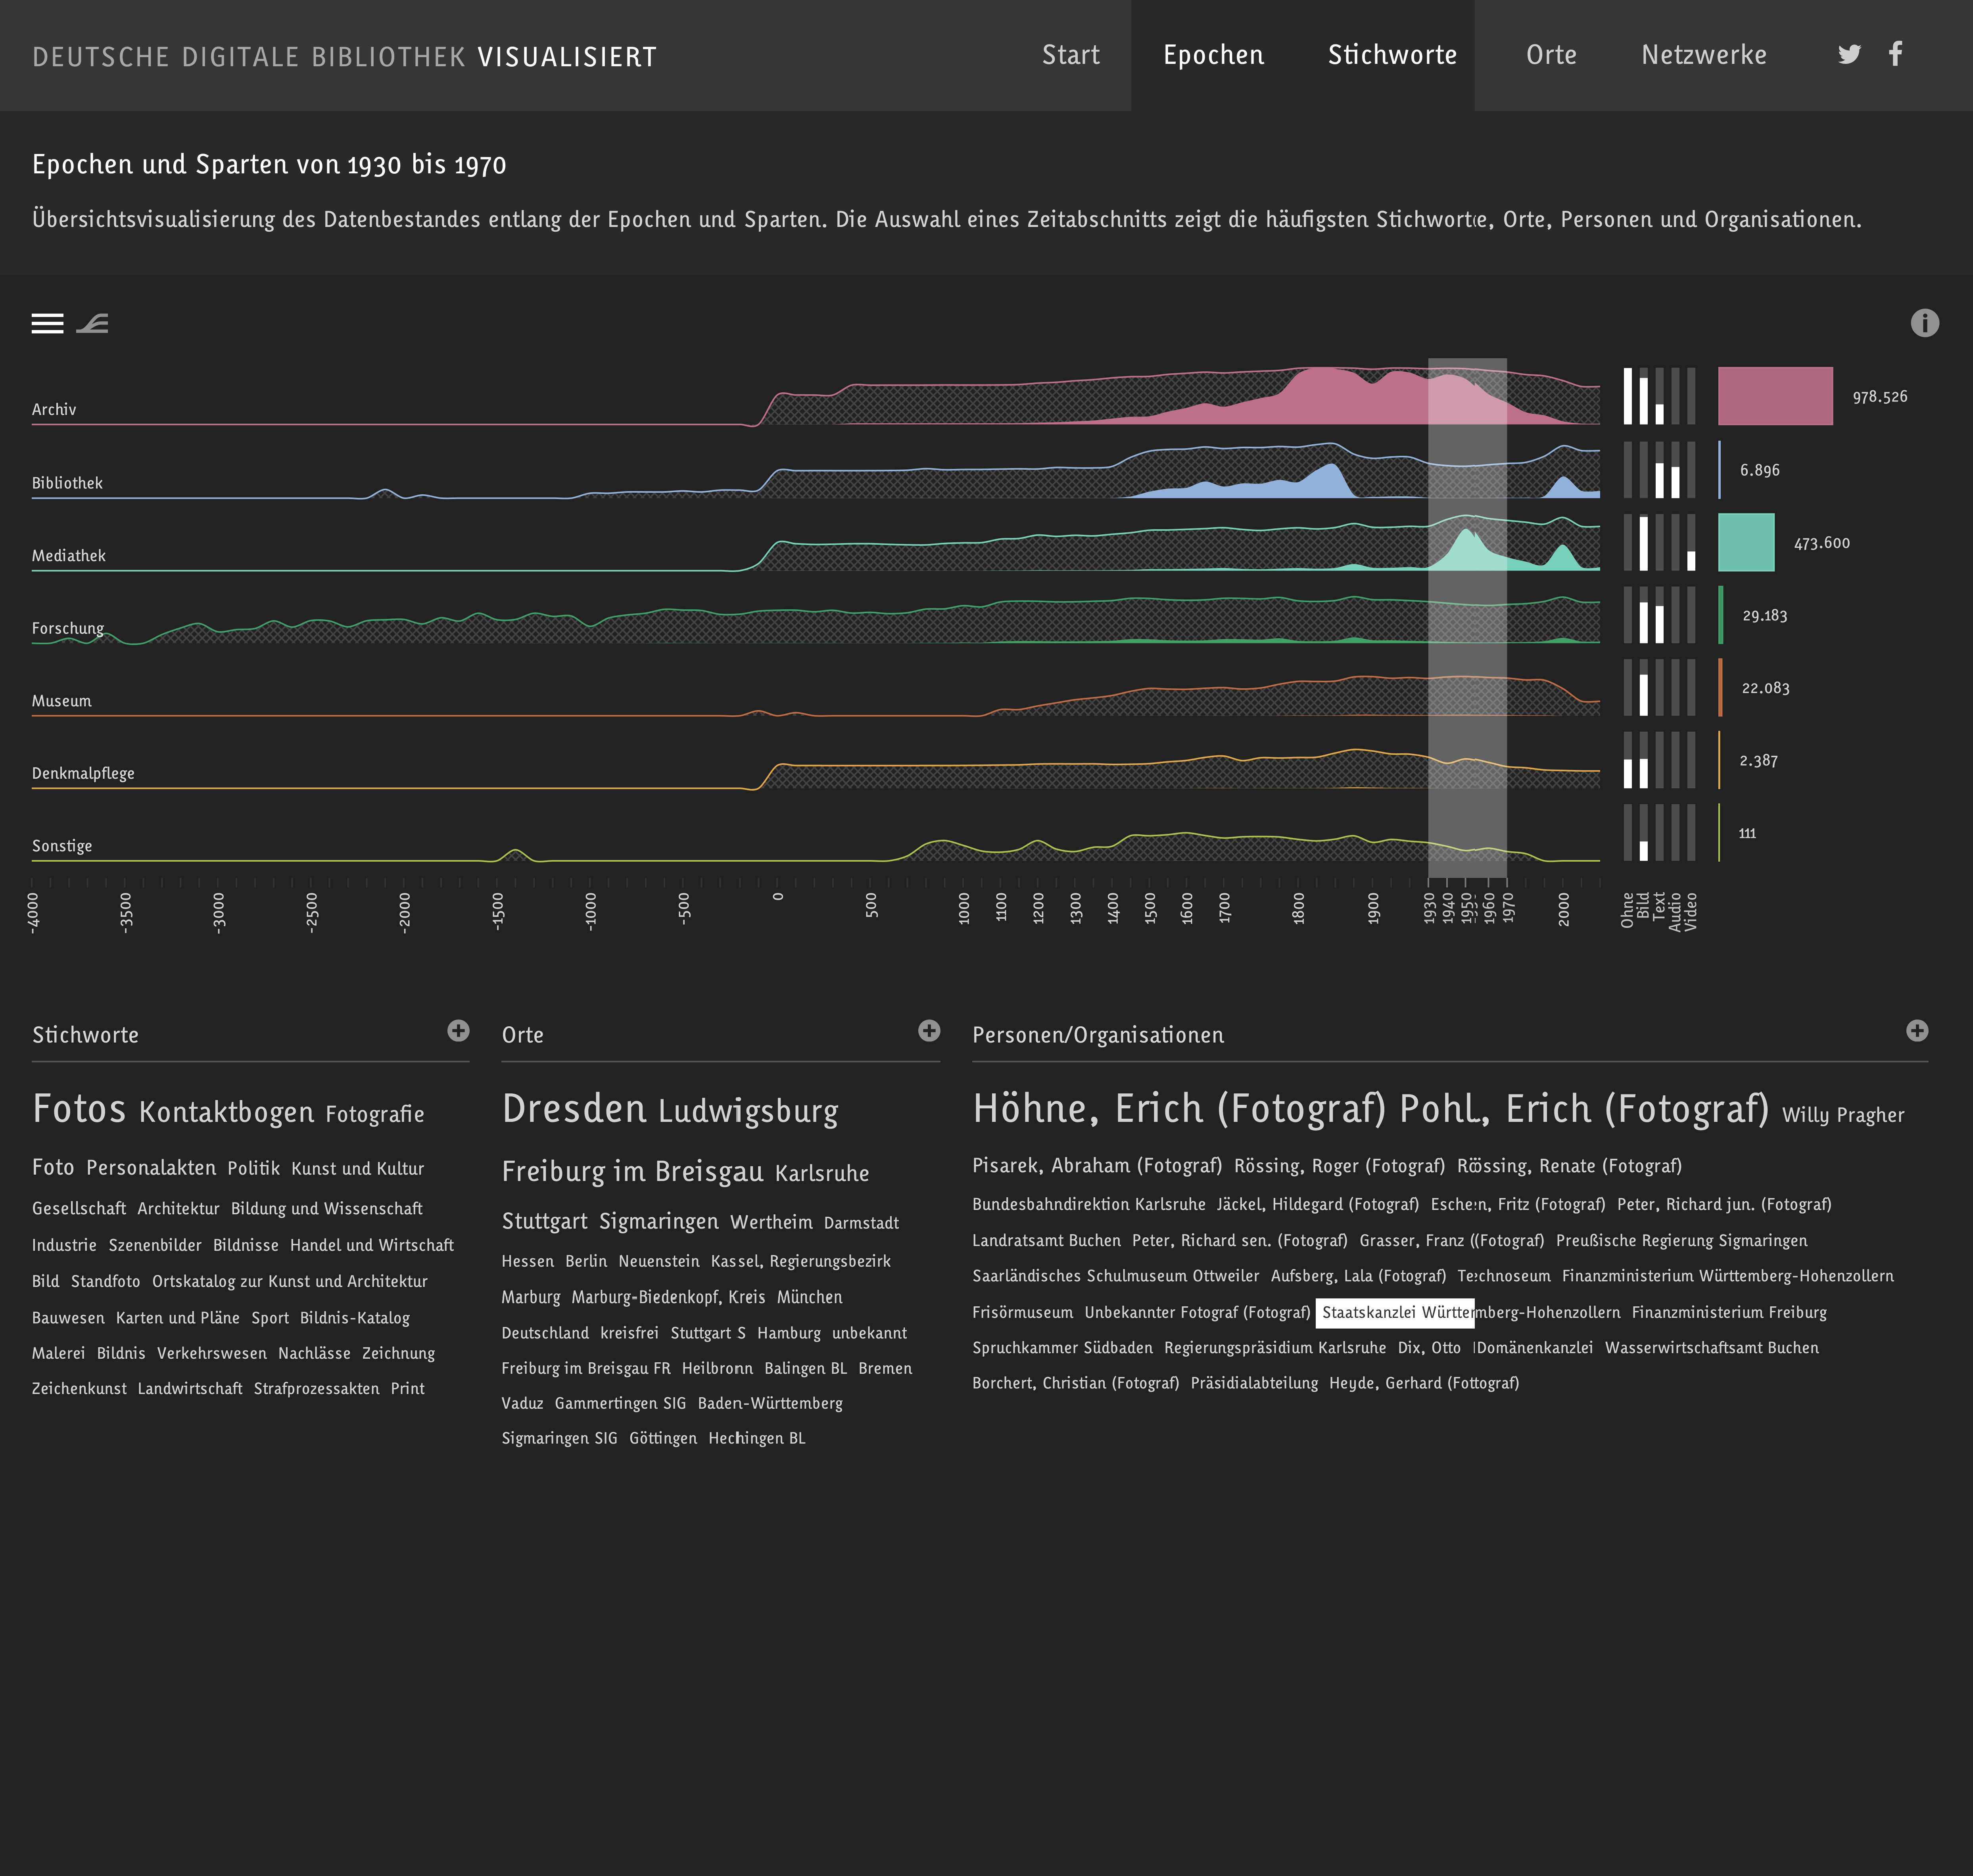 DEUTSCHE DIGITALE BIBLIOTHEK VISUALISIERT
Start Epochen Stichworte Orte Netzwerke
Epochen und Sparten von 1930 bis 1970
Übersichtsvisualisierung des Datenbestandes entlang der Epochen und Sparten. Die Auswahl eines Zeitabschnitts zeigt die häufigsten Stichworte, Orte, Personen und Organisationen.
Archiv 978.526
Bibliothek 6.896
Mediathek 473.600
Forschung 29.183
Museum 22.083
Denkmalpflege 2.387
Sonstige 111
-4000 -3500 -3000 -2500 -2000 -1500 -1000 -500 0 500 1000 1100 1200 1300 1400 1500 1600 1700 1800 1900 1930 1940 1950 1960 1970 2000 Ohne Bild Text Audio Video
Stichworte
Fotos Kontaktbogen Fotografie
Foto Personalakten Politik Kunst und Kultur
Gesellschaft Architektur Bildung und Wissenschaft
Industrie Szenenbilder Bildnisse Handel und Wirtschaft
Bild Standfoto Ortskatalog zur Kunst und Architektur
Bauwesen Karten und Pläne Sport Bildnis-Katalog
Malerei Bildnis Verkehrswesen Nachlässe Zeichnung
Zeichenkunst Landwirtschaft Strafprozessakten Print
Orte
Dresden Ludwigsburg
Freiburg im Breisgau Karlsruhe
Stuttgart Sigmaringen Wertheim Darmstadt
Hessen Berlin Neuenstein Kassel, Regierungsbezirk
Marburg Marburg-Biedenkopf, Kreis München
Deutschland kreisfrei Stuttgart S Hamburg unbekannt
Freiburg im Breisgau FR Heilbronn Balingen BL Bremen
Vaduz Gammertingen SIG Baden-Württemberg
Sigmaringen SIG Göttingen Hechingen BL
Personen/Organisationen
Höhne, Erich (Fotograf) Pohl, Erich (Fotograf) Willy Pragher
Pisarek, Abraham (Fotograf) Rössing, Roger (Fotograf) Rössing, Renate (Fotograf)
Bundesbahndirektion Karlsruhe Jäckel, Hildegard (Fotograf) Eschen, Fritz (Fotograf) Peter, Richard jun. (Fotograf)
Landratsamt Buchen Peter, Richard sen. (Fotograf) Grasser, Franz (Fotograf) Preußische Regierung Sigmaringen
Saarländisches Schulmuseum Ottweiler Aufsberg, Lala (Fotograf) Technoseum Finanzministerium Württemberg-Hohenzollern
Frisörmuseum Unbekannter Fotograf (Fotograf) Staatskanzlei Württemberg-Hohenzollern Finanzministerium Freiburg
Spruchkammer Südbaden Regierungspräsidium Karlsruhe Dix, Otto Domänenkanzlei Wasserwirtschaftsamt Buchen
Borchert, Christian (Fotograf) Präsidialabteilung Heyde, Gerhard (Fotograf)